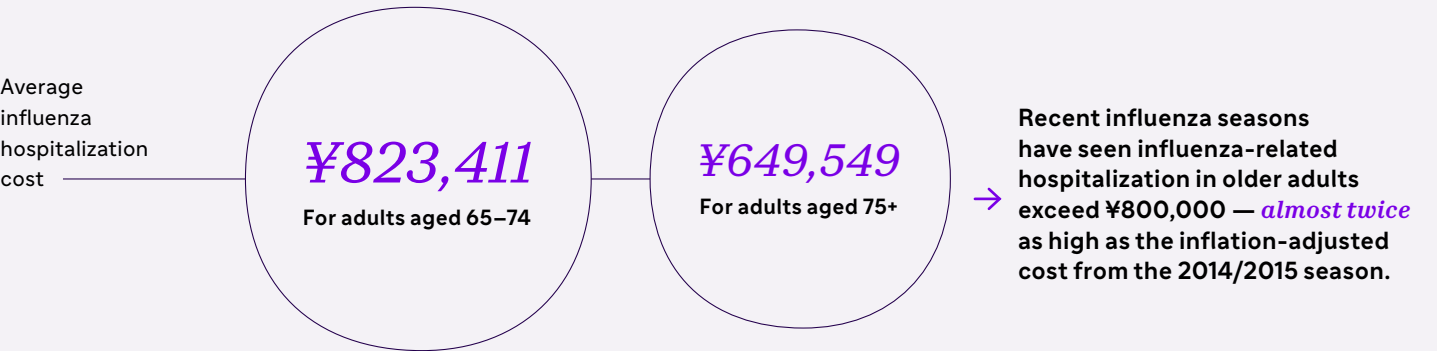 Average
influenza
hospitalization
cost
¥823,411
For adults aged 65–74
¥649,549
For adults aged 75+
Recent influenza seasons
have seen influenza-related
hospitalization in older adults
exceed ¥800,000 — almost twice
as high as the inflation-adjusted
cost from the 2014/2015 season.